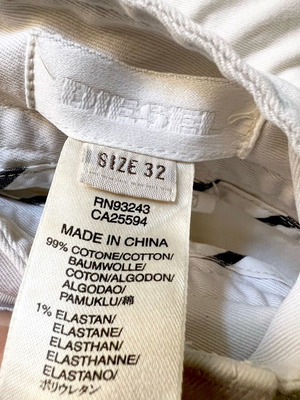 DIESEL
SIZE 32
RN93243
CA25594
MADE IN CHINA
99% COTONE/COTTON/
BAUMWOLLE/
COTON/ALGODON/
ALGODAO/
PAMUKLU/綿
1% ELASTAN/
ELASTANE/
ELASTHAN/
ELASTHANNE/
ELASTANO/
ポリウレタン